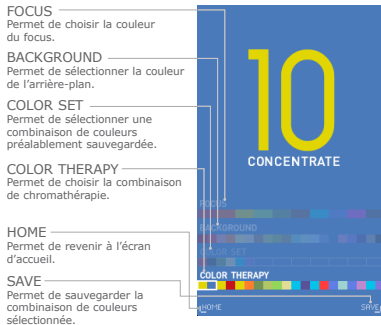 FOCUS
Permet de choisir la couleur
du focus.
BACKGROUND
Permet de sélectionner la couleur
de l'arrière-plan.
COLOR SET
Permet de sélectionner une
combinaison de couleurs
préalablement sauvegardée.
COLOR THERAPY
Permet de choisir la combinaison
de chromathérapie.
HOME
Permet de revenir à l'écran
d'accueil.
SAVE
Permet de sauvegarder la
combinaison de couleurs
sélectionnée.
10
CONCENTRATE
FOCUS
BACKGROUND
COLOR SET
COLOR THERAPY
HOME
SAVE